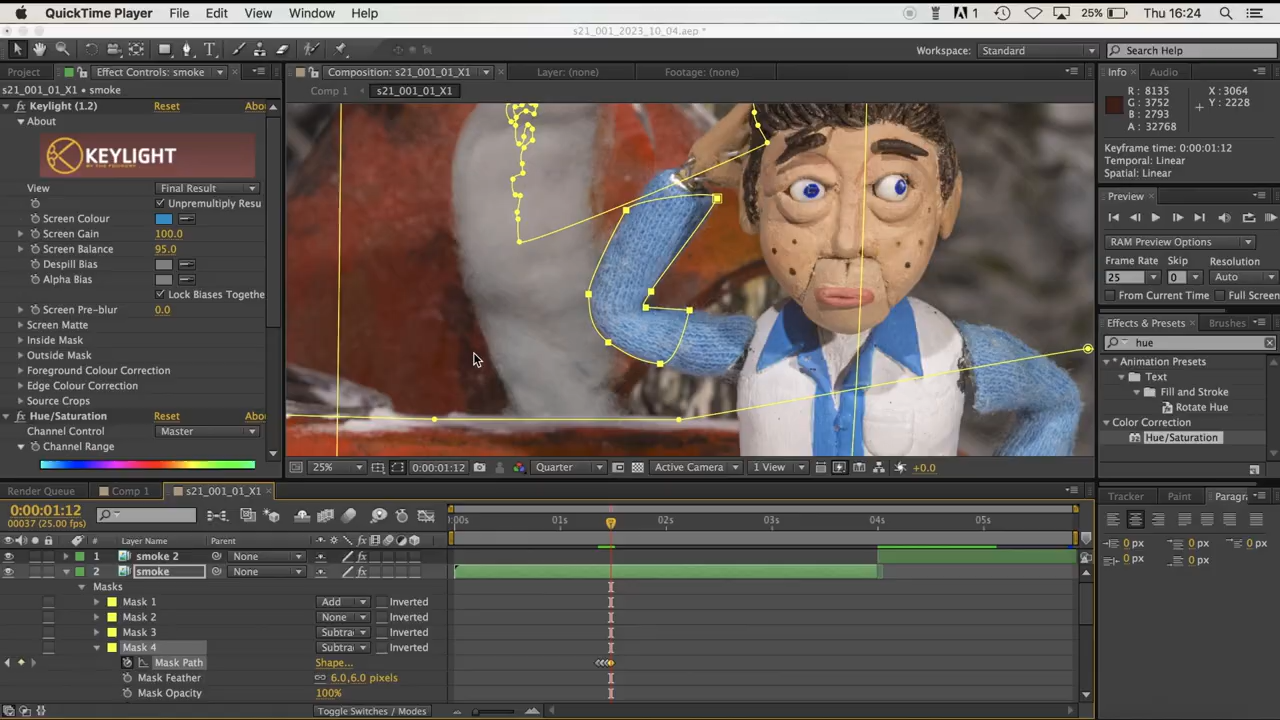 QuickTime Player File Edit View Window Help 1 25% Thu 16:24
s21_001_2023_10_04.aep *
Workspace: Standard Search Help
Project Effect Controls: smoke Composition: s21_001_01_X1 Layer: (none) Footage: (none) Info Audio
s21_001_01_X1 • smoke Comp 1 s21_001_01_X1
R : 8135 X : 3064
G : 3752 Y : 2228
B : 2793
A : 32768
Keyframe time: 0:00:01:12
Temporal: Linear
Spatial: Linear
Keylight (1.2) Reset Abou
About
KEYLIGHT
BY THE FOUNDRY
View Final Result
Unpremultiply Resu
Screen Colour
Screen Gain 100.0
Screen Balance 95.0
Despill Bias
Alpha Bias
Lock Biases Togethe
Screen Pre-blur 0.0
Screen Matte
Inside Mask
Outside Mask
Foreground Colour Correction
Edge Colour Correction
Source Crops
Hue/Saturation Reset Abou
Channel Control Master
Channel Range
Preview
RAM Preview Options
Frame Rate Skip Resolution
25 0 Auto
From Current Time Full Screen
Effects & Presets Brushes
hue
* Animation Presets
Text
Fill and Stroke
Rotate Hue
Color Correction
Hue/Saturation
25% 0:00:01:12 Quarter Active Camera 1 View +0.0
Render Queue Comp 1 s21_001_01_X1
0:00:01:12
00037 (25.00 fps)
Layer Name Parent
:00s 01s 02s 03s 04s 05s
1 smoke 2 None
2 smoke None
Masks
Mask 1 Add Inverted
Mask 2 None Inverted
Mask 3 Subtra Inverted
Mask 4 Subtra Inverted
Mask Path Shape...
Mask Feather 6.0,6.0 pixels
Mask Opacity 100%
Toggle Switches / Modes
Tracker Paint Paragra
0 px 0 px 0 px
0 px 0 px